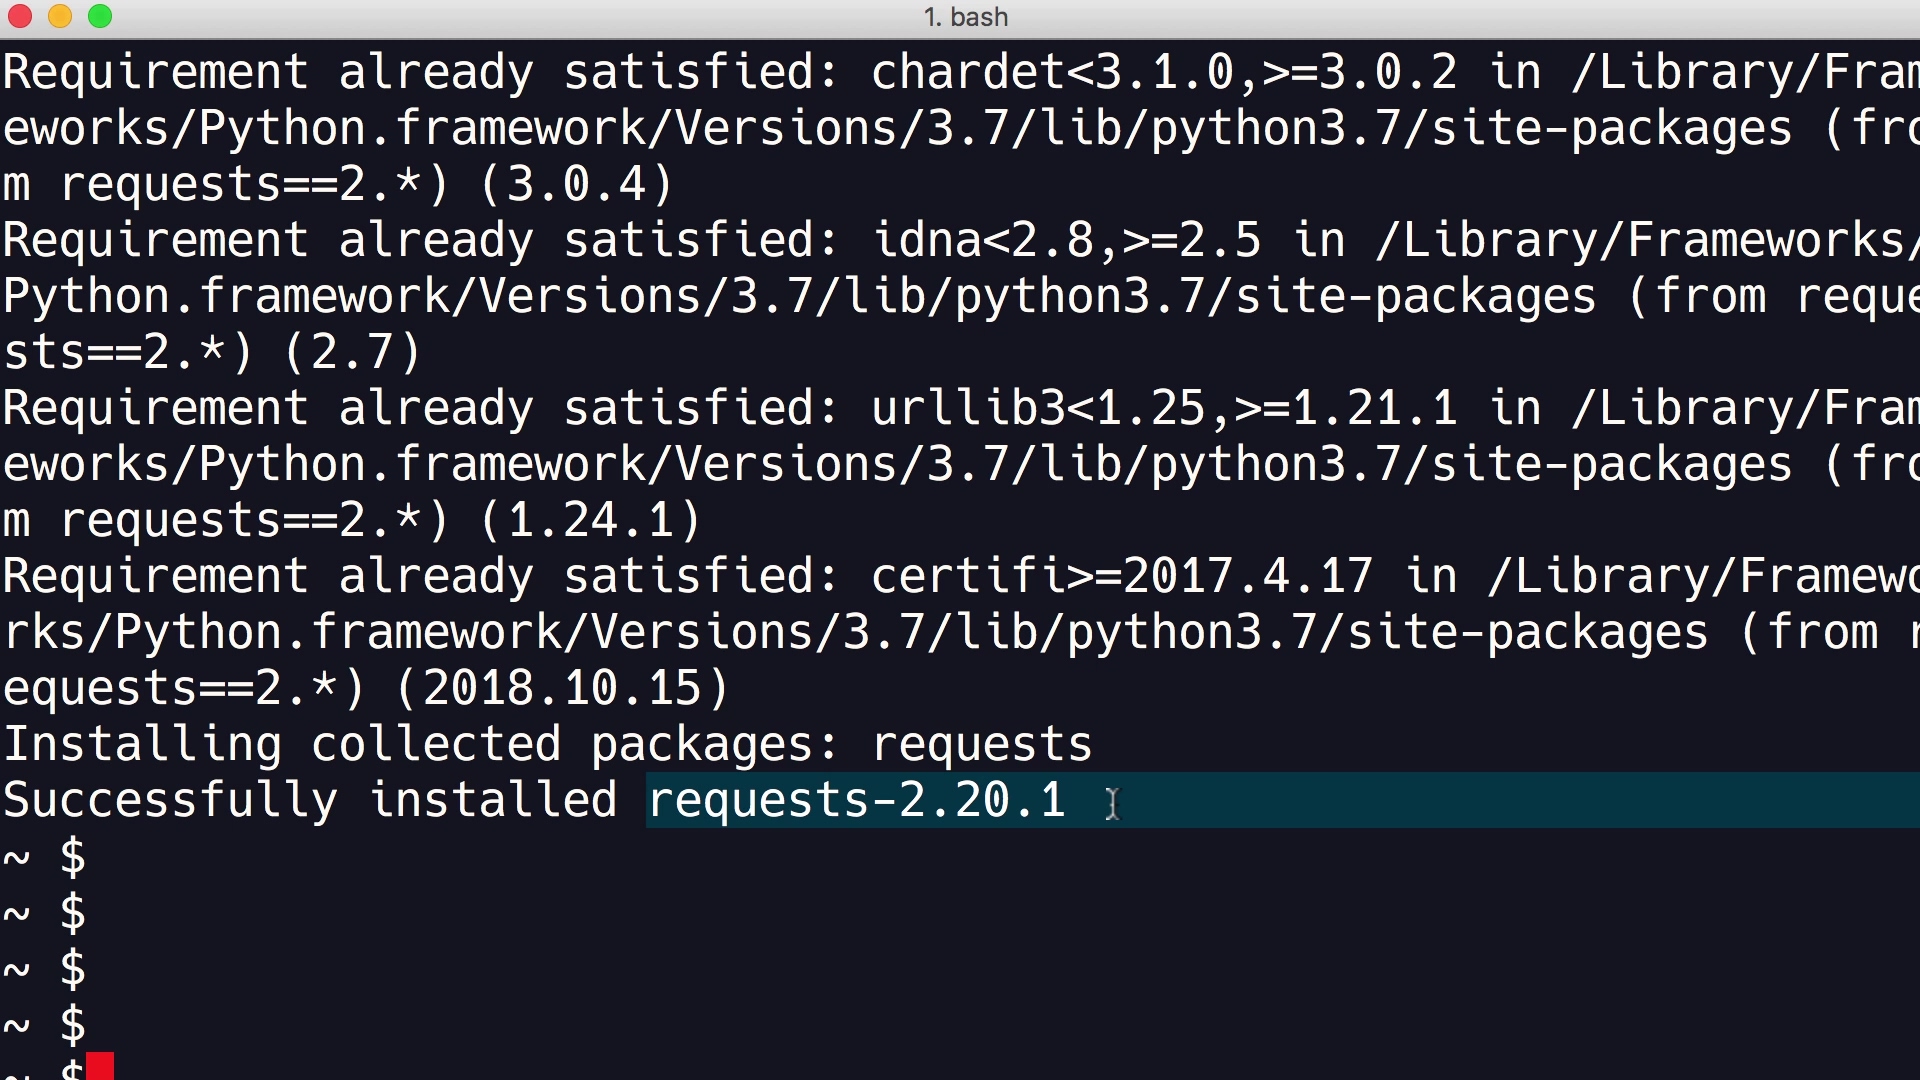 1. bash
Requirement already satisfied: chardet<3.1.0,>=3.0.2 in /Library/Fram
eworks/Python.framework/Versions/3.7/lib/python3.7/site-packages (fro
m requests==2.*) (3.0.4)
Requirement already satisfied: idna<2.8,>=2.5 in /Library/Frameworks/
Python.framework/Versions/3.7/lib/python3.7/site-packages (from reque
sts==2.*) (2.7)
Requirement already satisfied: urllib3<1.25,>=1.21.1 in /Library/Fram
eworks/Python.framework/Versions/3.7/lib/python3.7/site-packages (fro
m requests==2.*) (1.24.1)
Requirement already satisfied: certifi>=2017.4.17 in /Library/Framewo
rks/Python.framework/Versions/3.7/lib/python3.7/site-packages (from r
equests==2.*) (2018.10.15)
Installing collected packages: requests
Successfully installed requests-2.20.1
~ $
~ $
~ $
~ $
~ $